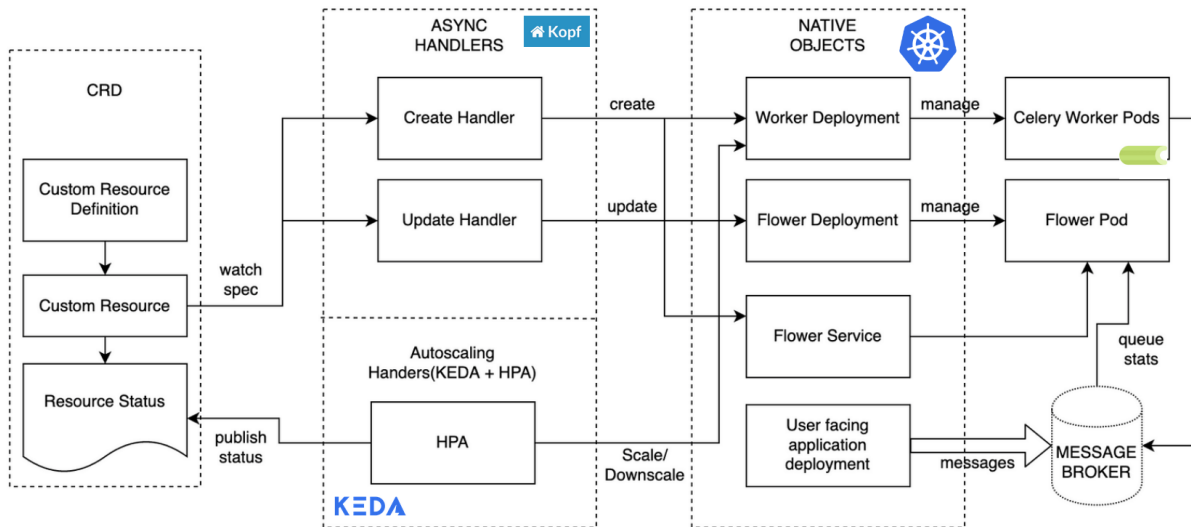 CRD
Custom Resource
Definition
Custom Resource
Resource Status
watch
spec
publish
status
ASYNC
HANDLERS
Kopf
Create Handler
Update Handler
Autoscaling
Handers(KEDA + HPA)
HPA
KEDA
create
update
Scale/
Downscale
NATIVE
OBJECTS
Worker Deployment
Flower Deployment
Flower Service
User facing
application
deployment
manage
manage
messages
Celery Worker Pods
Flower Pod
queue
stats
MESSAGE
BROKER